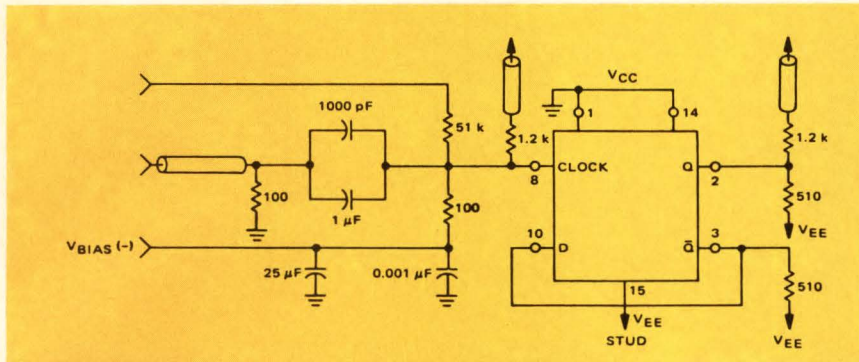 V_CC
1000 pF
1
14
51 k
1.2 k
1.2 k
8
CLOCK
Q
2
100
1 µF
100
510
V_BIAS (-)
10
D
Q̄
3
V_EE
25 µF
0.001 µF
15
510
V_EE
STUD
V_EE